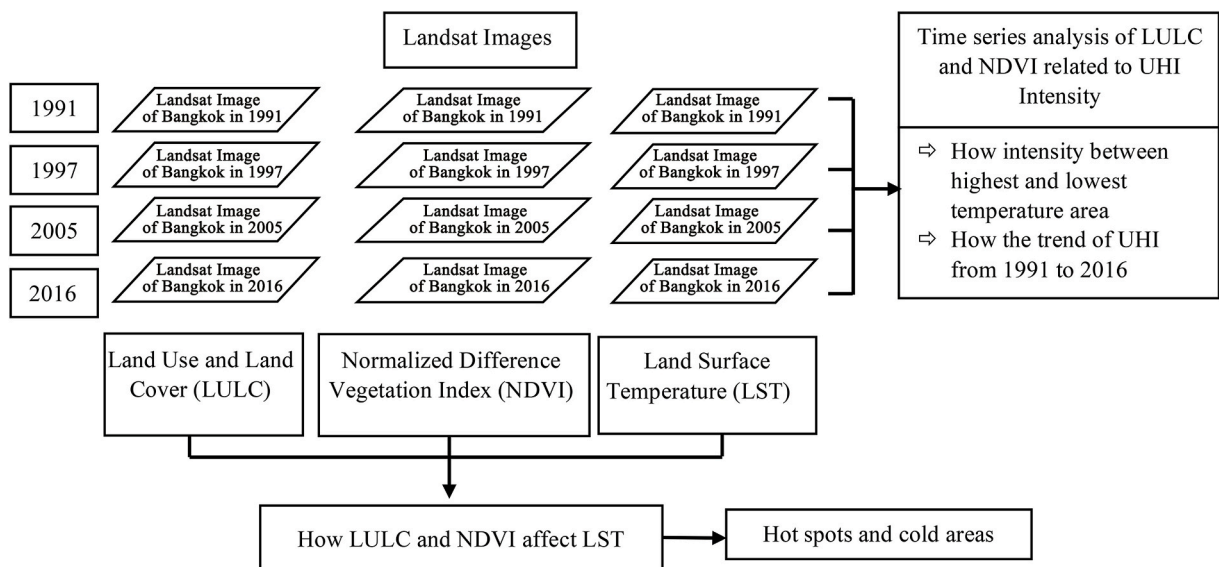 Landsat Images
1991
Landsat Image
of Bangkok in 1991
Landsat Image
of Bangkok in 1991
Landsat Image
of Bangkok in 1991
1997
Landsat Image
of Bangkok in 1997
Landsat Image
of Bangkok in 1997
Landsat Image
of Bangkok in 1997
2005
Landsat Image
of Bangkok in 2005
Landsat Image
of Bangkok in 2005
Landsat Image
of Bangkok in 2005
2016
Landsat Image
of Bangkok in 2016
Landsat Image
of Bangkok in 2016
Landsat Image
of Bangkok in 2016
Time series analysis of LULC
and NDVI related to UHI
Intensity
⇨ How intensity between
highest and lowest
temperature area
⇨ How the trend of UHI
from 1991 to 2016
Land Use and Land
Cover (LULC)
Normalized Difference
Vegetation Index (NDVI)
Land Surface
Temperature (LST)
How LULC and NDVI affect LST
Hot spots and cold areas